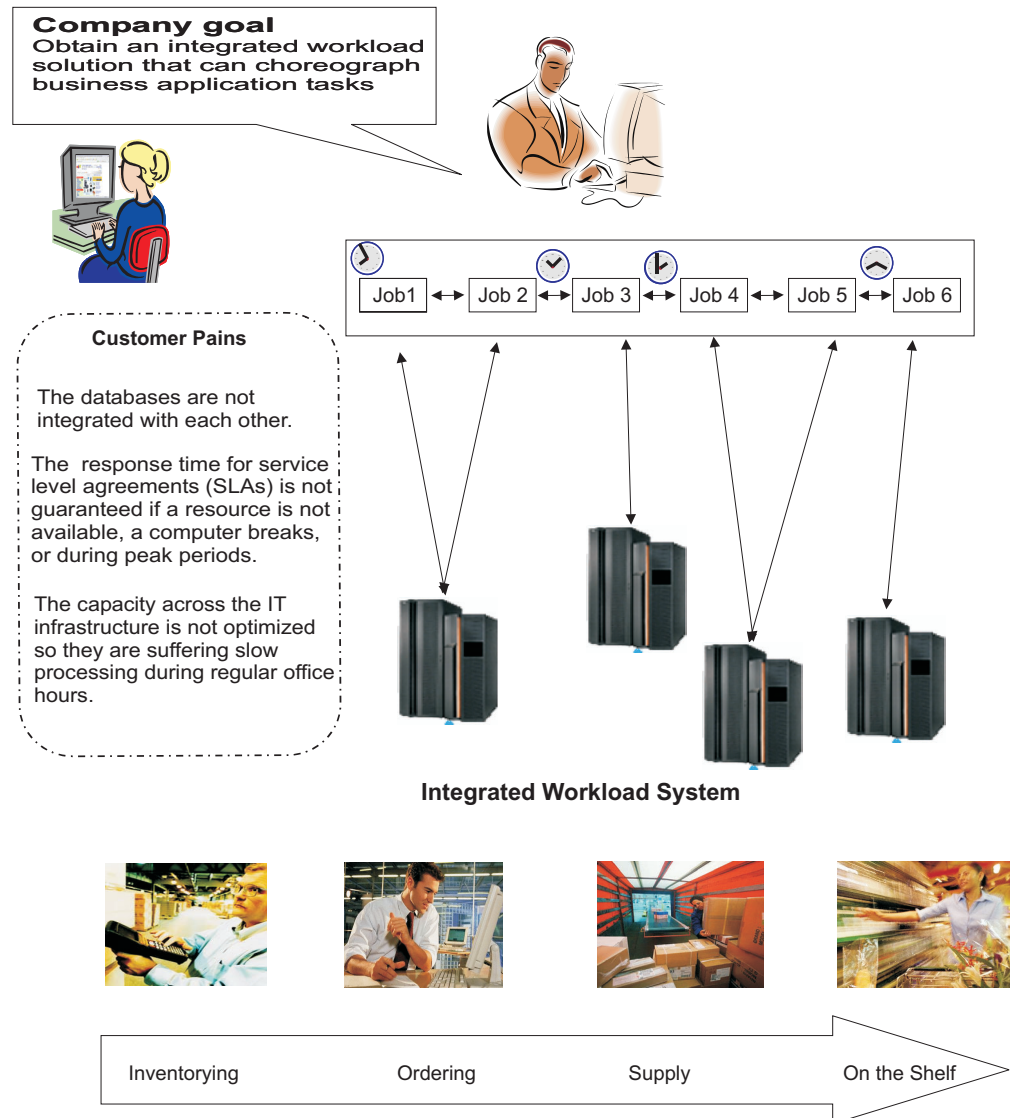 Company goal
Obtain an integrated workload
solution that can choreograph
business application tasks
Job1
Job 2
Job 3
Job 4
Job 5
Job 6
Customer Pains
The databases are not
integrated with each other.
The response time for service
level agreements (SLAs) is not
guaranteed if a resource is not
available, a computer breaks,
or during peak periods.
The capacity across the IT
infrastructure is not optimized
so they are suffering slow
processing during regular office
hours.
Integrated Workload System
Inventorying
Ordering
Supply
On the Shelf